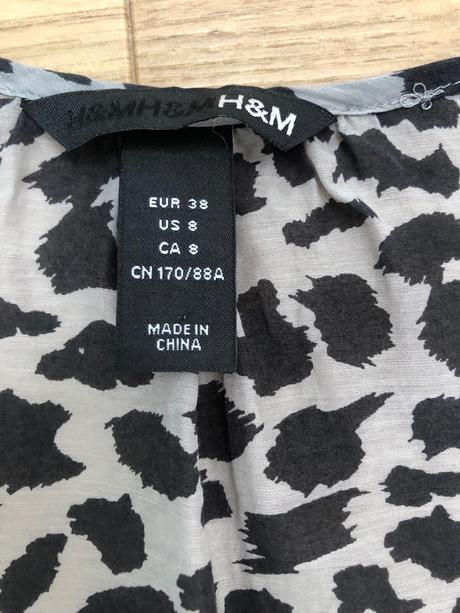 H&MH&MH&M
EUR 38
US 8
CA 8
CN 170/88A
MADE IN
CHINA